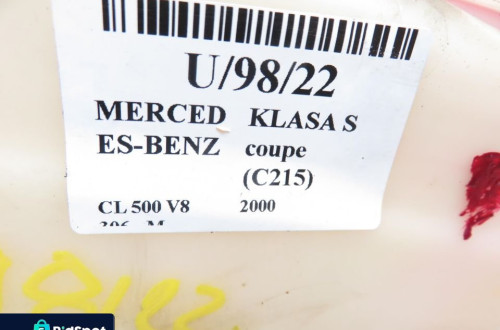 U/98/22
MERCED KLASA S
ES-BENZ coupe
(C215)
CL 500 V8 2000